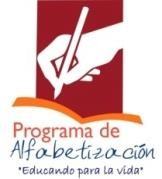 Programa de
Alfabetización
"Educando para la vida"